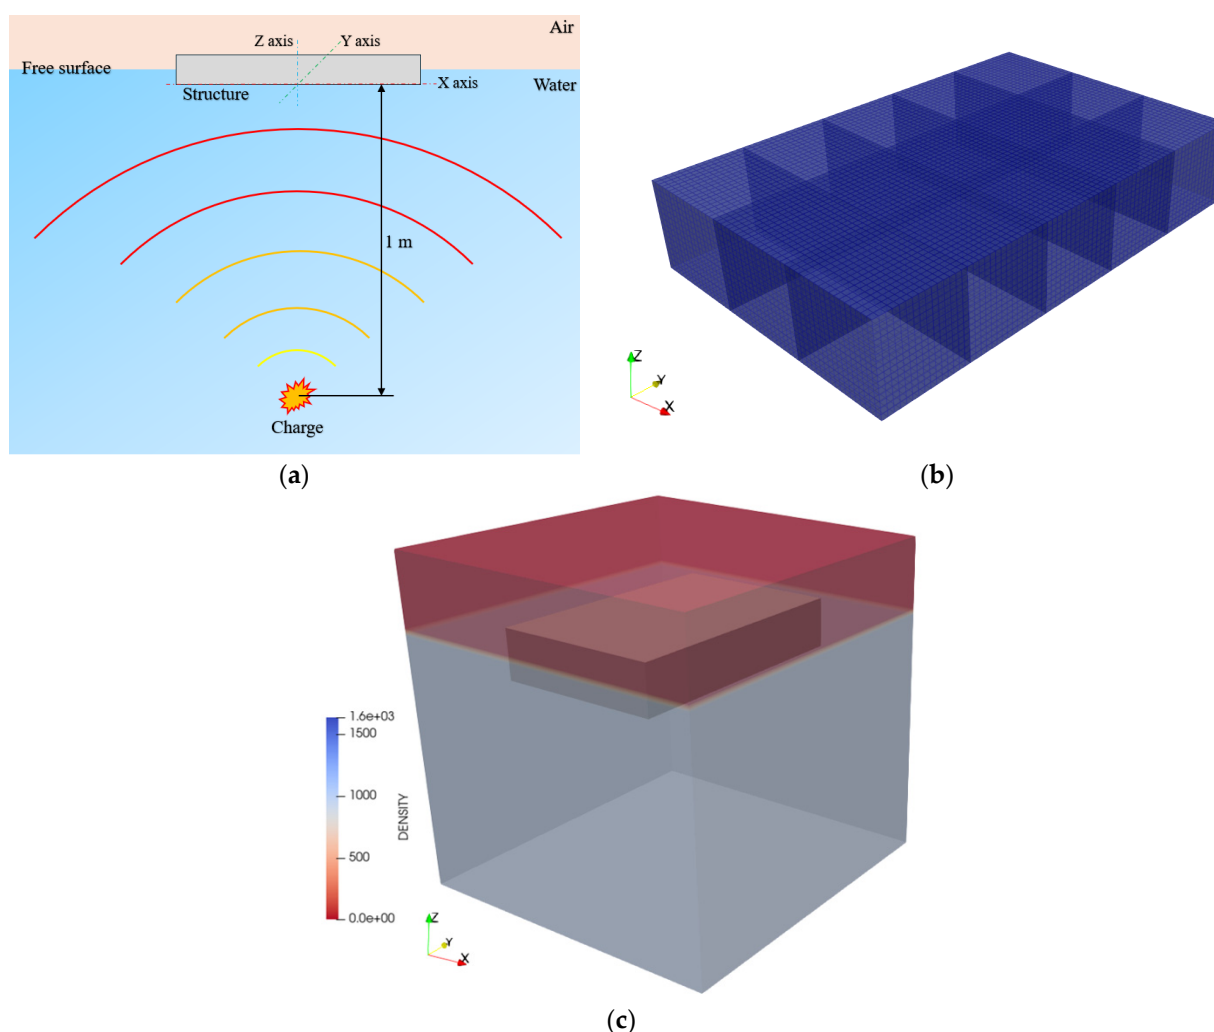 Air
Z axis
Y axis
Free surface
X axis
Water
Structure
1 m
Charge
Z
Y
X
(a)
(b)
1.6e+03
1500
1000
500
0.0e+00
DENSITY
Z
Y
X
(c)